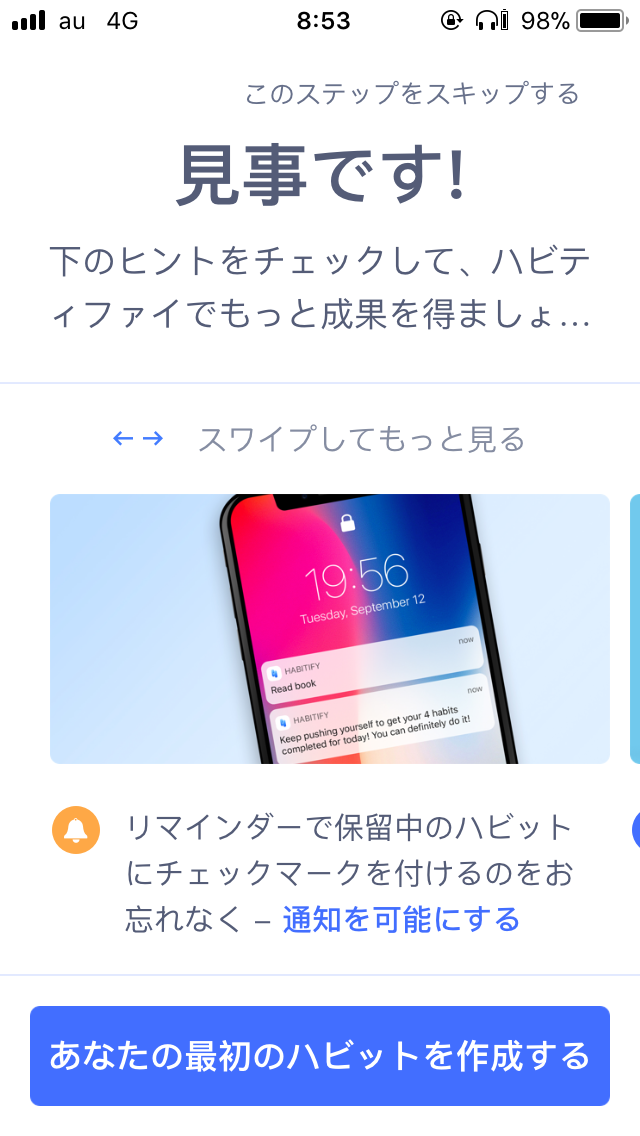 au 4G 8:53 98%
このステップをスキップする
見事です!
下のヒントをチェックして、ハビテ
ィファイでもっと成果を得ましょ…
← → スワイプしてもっと見る
19:56
Tuesday, September 12
HABITIFY now
Read book
HABITIFY now
Keep pushing yourself to get your 4 habits
completed for today! You can definitely do it!
リマインダーで保留中のハビット
にチェックマークを付けるのをお
忘れなく – 通知を可能にする
あなたの最初のハビットを作成する